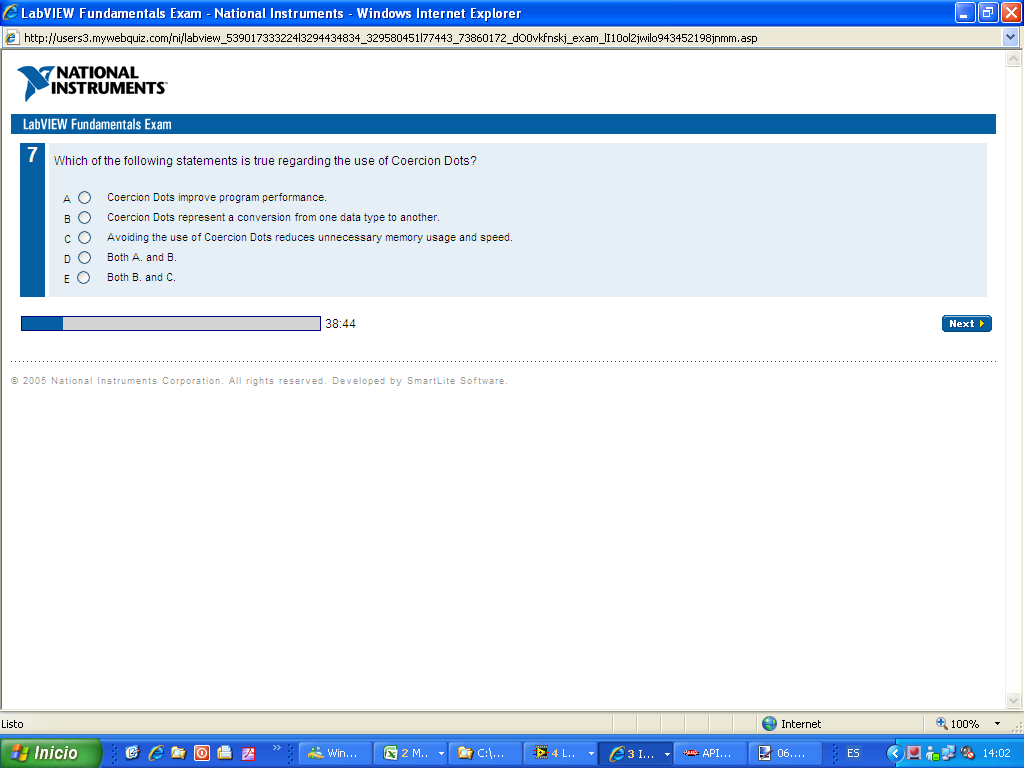 LabVIEW Fundamentals Exam - National Instruments - Windows Internet Explorer
http://users3.mywebquiz.com/ni/labview_539017333224l3294434834_329580451l77443_73860172_dO0vkfnskj_exam_lI10ol2jwilo943452198jnmm.asp
NATIONAL
INSTRUMENTS
LabVIEW Fundamentals Exam
7 Which of the following statements is true regarding the use of Coercion Dots?
A Coercion Dots improve program performance.
B Coercion Dots represent a conversion from one data type to another.
C Avoiding the use of Coercion Dots reduces unnecessary memory usage and speed.
D Both A. and B.
E Both B. and C.
38:44
Next
© 2005 National Instruments Corporation. All rights reserved. Developed by SmartLite Software.
Listo Internet 100%
Inicio Win... 2 M... C:\... 4 L... 3 I... API... 06.... ES 14:02